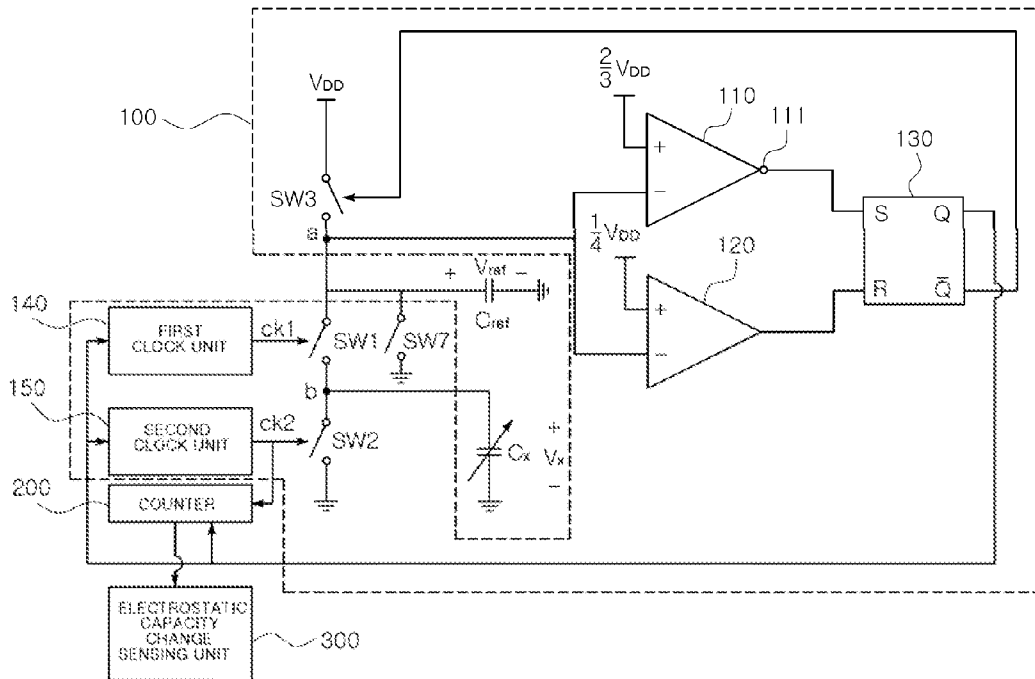 100
V_DD
SW3
a
2/3 V_DD
110
111
+
−
130
S Q
R̅ Q̅
1/4 V_DD
120
+
−
+ V_ref −
C_ref
140
FIRST
CLOCK UNIT
ck1
SW1
SW7
b
150
SECOND
CLOCK UNIT
ck2
SW2
C_x
+
V_x
−
200
COUNTER
ELECTROSTATIC
CAPACITY
CHANGE
SENSING UNIT
300